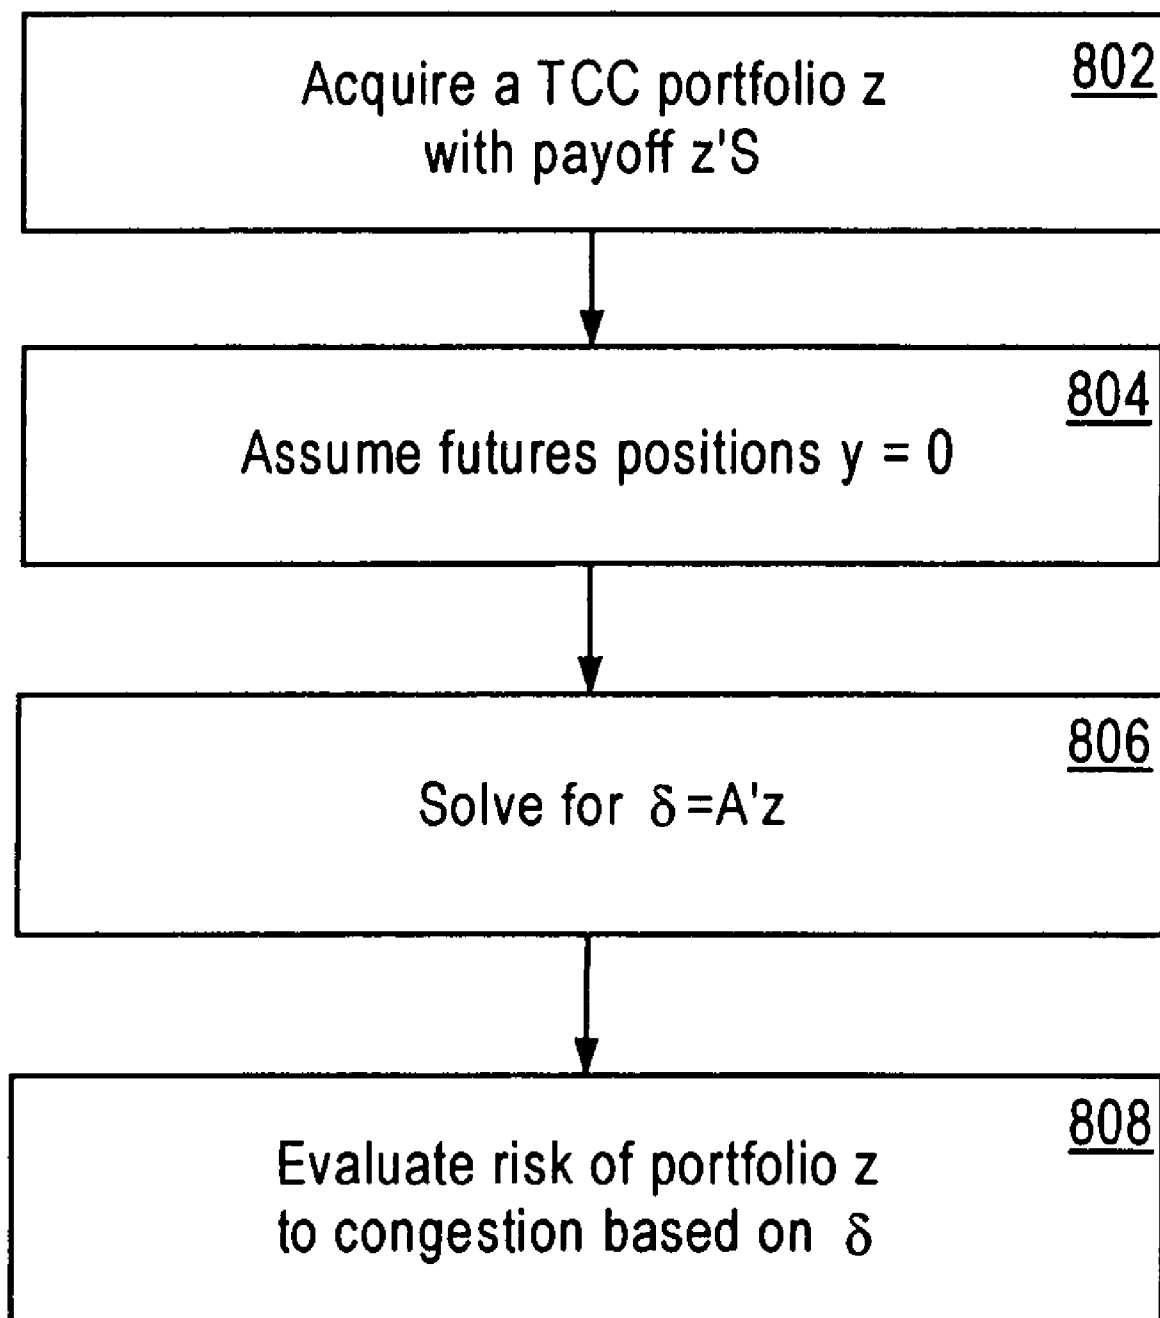 802
Acquire a TCC portfolio z
with payoff z'S
804
Assume futures positions y = 0
806
Solve for δ=A'z
808
Evaluate risk of portfolio z
to congestion based on δ